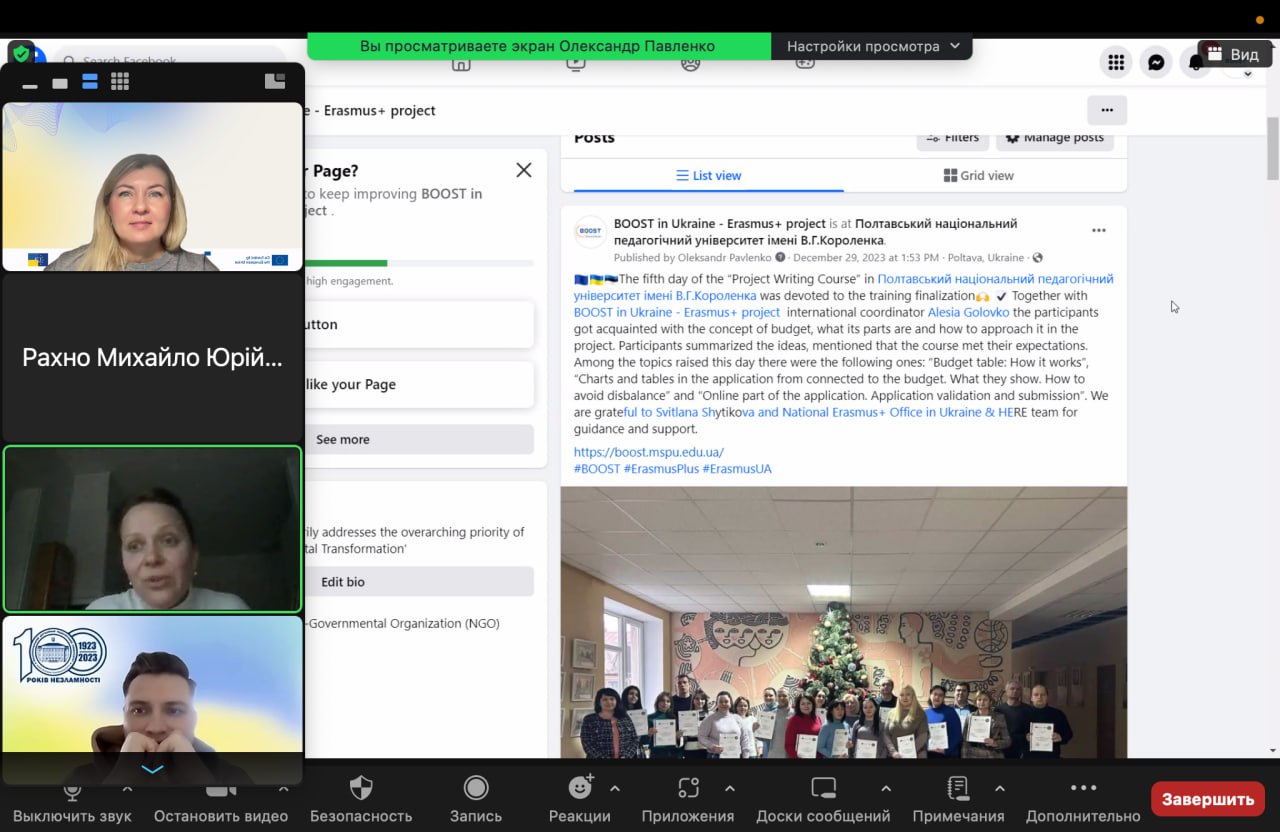 Вы просматриваете экран Олександр Павленко
Настройки просмотра
Вид
Search Facebook
- Erasmus+ project
Posts
Filters
Manage posts
List view
Grid view
Page?
to keep improving BOOST in
high engagement.
like your Page
See more
BOOST in Ukraine - Erasmus+ project is at Полтавський національний
педагогічний університет імені В.Г.Короленка.
Published by Oleksandr Pavlenko · December 29, 2023 at 1:53 PM · Poltava, Ukraine ·
🇪🇺🇺🇦🇪🇪The fifth day of the "Project Writing Course" in Полтавський національний педагогічний
університет імені В.Г.Короленка was devoted to the training finalization🙌 ✔ Together with
BOOST in Ukraine - Erasmus+ project international coordinator Alesia Golovko the participants
got acquainted with the concept of budget, what its parts are and how to approach it in the
project. Participants summarized the ideas, mentioned that the course met their expectations.
Among the topics raised this day there were the following ones: "Budget table: How it works",
"Charts and tables in the application from connected to the budget. What they show. How to
avoid disbalance" and "Online part of the application. Application validation and submission". We
are grateful to Svitlana Shytikova and National Erasmus+ Office in Ukraine & HERE team for
guidance and support.
https://boost.mspu.edu.ua/
#BOOST #ErasmusPlus #ErasmusUA
BOOST
addresses the overarching priority of
Transformation'
Edit bio
-Governmental Organization (NGO)
Рахно Михайло Юрій...
100
1923
2023
РОКІВ НЕЗЛАМНОСТІ
Выключить звук
Остановить видео
Безопасность
Запись
Реакции
Приложения
Доски сообщений
Примечания
Дополнительно
Завершить